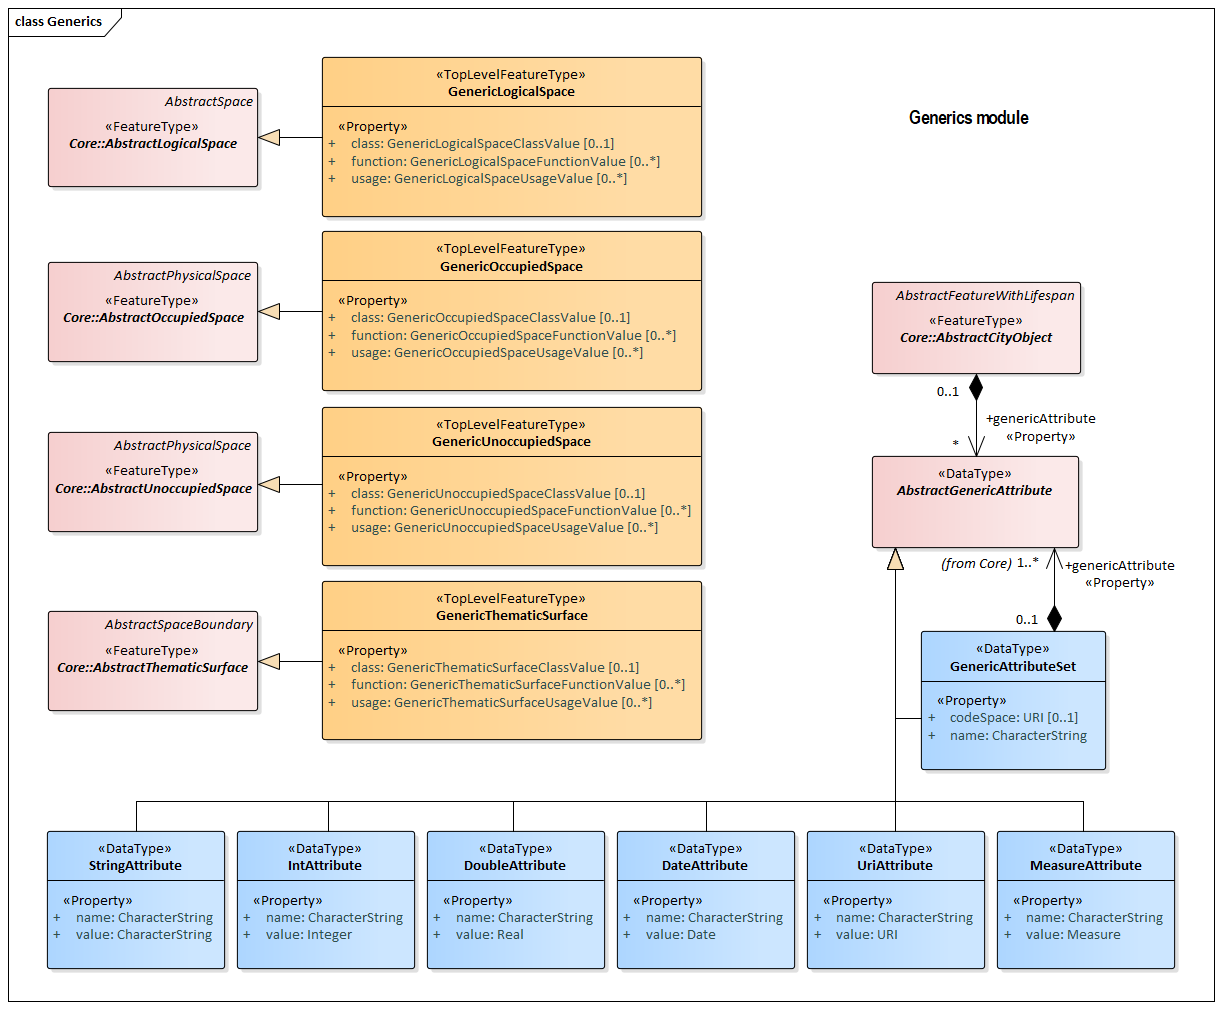 class Generics
Generics module
AbstractSpace
«FeatureType»
Core::AbstractLogicalSpace
«TopLevelFeatureType»
GenericLogicalSpace
«Property»
+ class: GenericLogicalSpaceClassValue [0..1]
+ function: GenericLogicalSpaceFunctionValue [0..*]
+ usage: GenericLogicalSpaceUsageValue [0..*]
AbstractPhysicalSpace
«FeatureType»
Core::AbstractOccupiedSpace
«TopLevelFeatureType»
GenericOccupiedSpace
«Property»
+ class: GenericOccupiedSpaceClassValue [0..1]
+ function: GenericOccupiedSpaceFunctionValue [0..*]
+ usage: GenericOccupiedSpaceUsageValue [0..*]
AbstractPhysicalSpace
«FeatureType»
Core::AbstractUnoccupiedSpace
«TopLevelFeatureType»
GenericUnoccupiedSpace
«Property»
+ class: GenericUnoccupiedSpaceClassValue [0..1]
+ function: GenericUnoccupiedSpaceFunctionValue [0..*]
+ usage: GenericUnoccupiedSpaceUsageValue [0..*]
AbstractSpaceBoundary
«FeatureType»
Core::AbstractThematicSurface
«TopLevelFeatureType»
GenericThematicSurface
«Property»
+ class: GenericThematicSurfaceClassValue [0..1]
+ function: GenericThematicSurfaceFunctionValue [0..*]
+ usage: GenericThematicSurfaceUsageValue [0..*]
AbstractFeatureWithLifespan
«FeatureType»
Core::AbstractCityObject
0..1
+genericAttribute
«Property»
*
«DataType»
AbstractGenericAttribute
(from Core)
1..*
+genericAttribute
«Property»
0..1
«DataType»
GenericAttributeSet
«Property»
+ codeSpace: URI [0..1]
+ name: CharacterString
«DataType»
StringAttribute
«Property»
+ name: CharacterString
+ value: CharacterString
«DataType»
IntAttribute
«Property»
+ name: CharacterString
+ value: Integer
«DataType»
DoubleAttribute
«Property»
+ name: CharacterString
+ value: Real
«DataType»
DateAttribute
«Property»
+ name: CharacterString
+ value: Date
«DataType»
UriAttribute
«Property»
+ name: CharacterString
+ value: URI
«DataType»
MeasureAttribute
«Property»
+ name: CharacterString
+ value: Measure